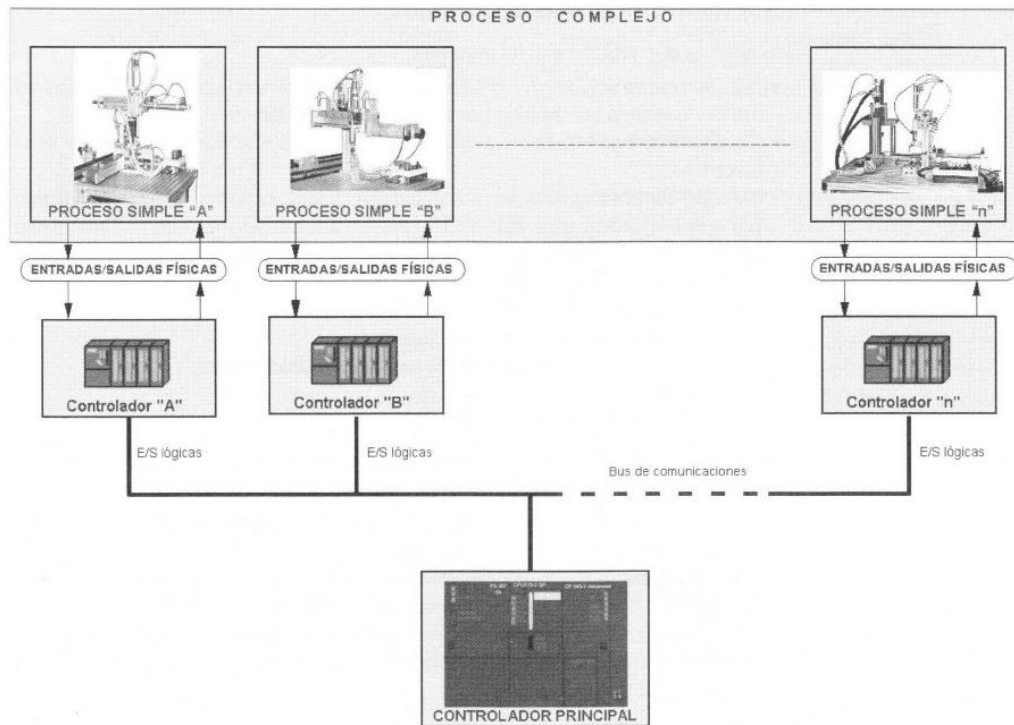 PROCESO COMPLEJO
PROCESO SIMPLE "A"
PROCESO SIMPLE "B"
PROCESO SIMPLE "n"
ENTRADAS/SALIDAS FÍSICAS
ENTRADAS/SALIDAS FÍSICAS
ENTRADAS/SALIDAS FÍSICAS
Controlador "A"
Controlador "B"
Controlador "n"
E/S lógicas
E/S lógicas
E/S lógicas
Bus de comunicaciones
CONTROLADOR PRINCIPAL